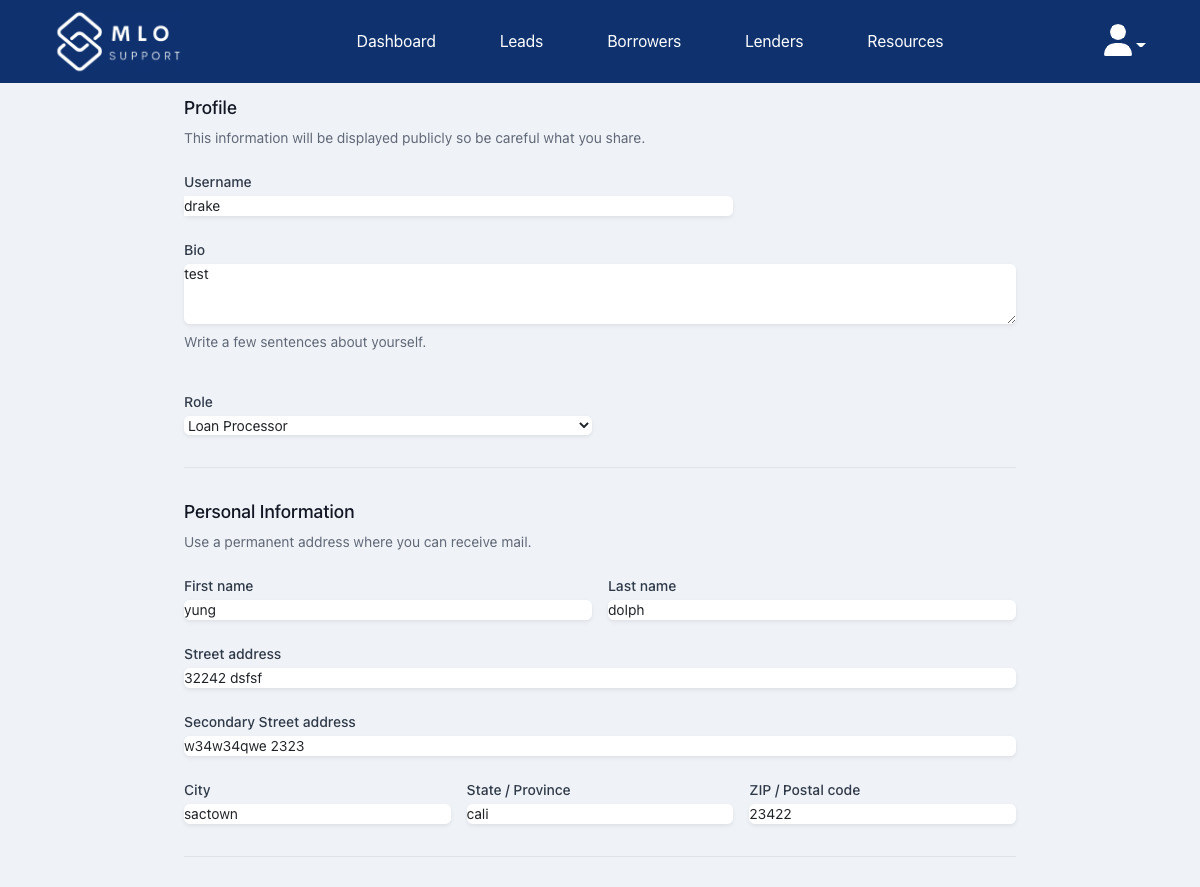 MLO
SUPPORT
Dashboard Leads Borrowers Lenders Resources
Profile
This information will be displayed publicly so be careful what you share.
Username
drake
Bio
test
Write a few sentences about yourself.
Role
Loan Processor
Personal Information
Use a permanent address where you can receive mail.
First name Last name
yung dolph
Street address
32242 dsfsf
Secondary Street address
w34w34qwe 2323
City State / Province ZIP / Postal code
sactown cali 23422